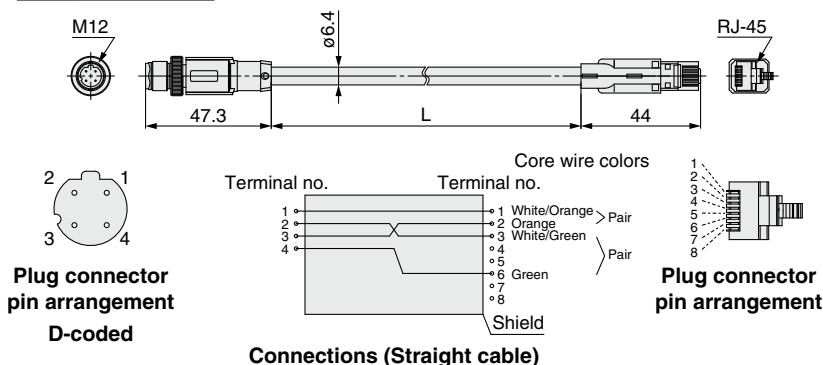 M12
ø6.4
RJ-45
47.3
L
44
2 1
3 4
Plug connector
pin arrangement
D-coded
Core wire colors
Terminal no. Terminal no.
1 1 White/Orange
2 2 Orange
Pair
3 3 White/Green
4 4
5
Pair
6 Green
7
8
Shield
Connections (Straight cable)
1
2
3
4
5
6
7
8
Plug connector
pin arrangement